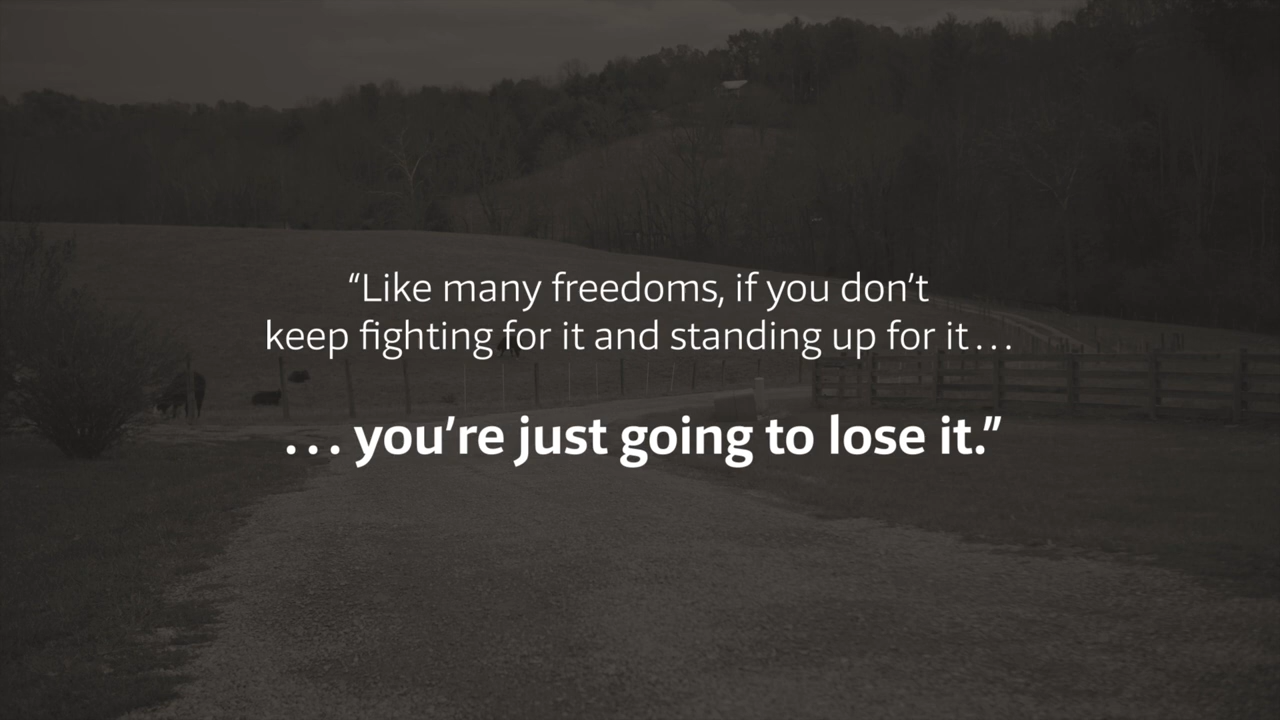 “Like many freedoms, if you don’t
keep fighting for it and standing up for it...
...you’re just going to lose it.”